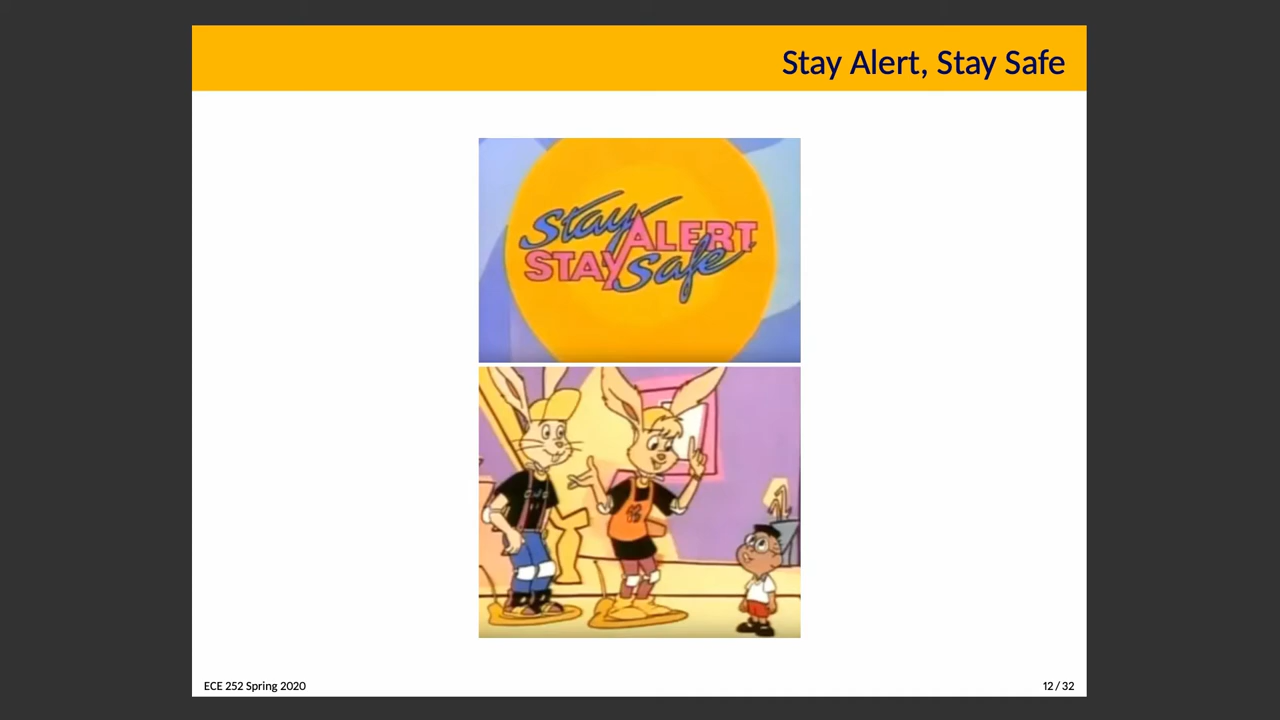 Stay Alert, Stay Safe
Stay ALERT
STAY Safe
ECE 252 Spring 2020
12 / 32